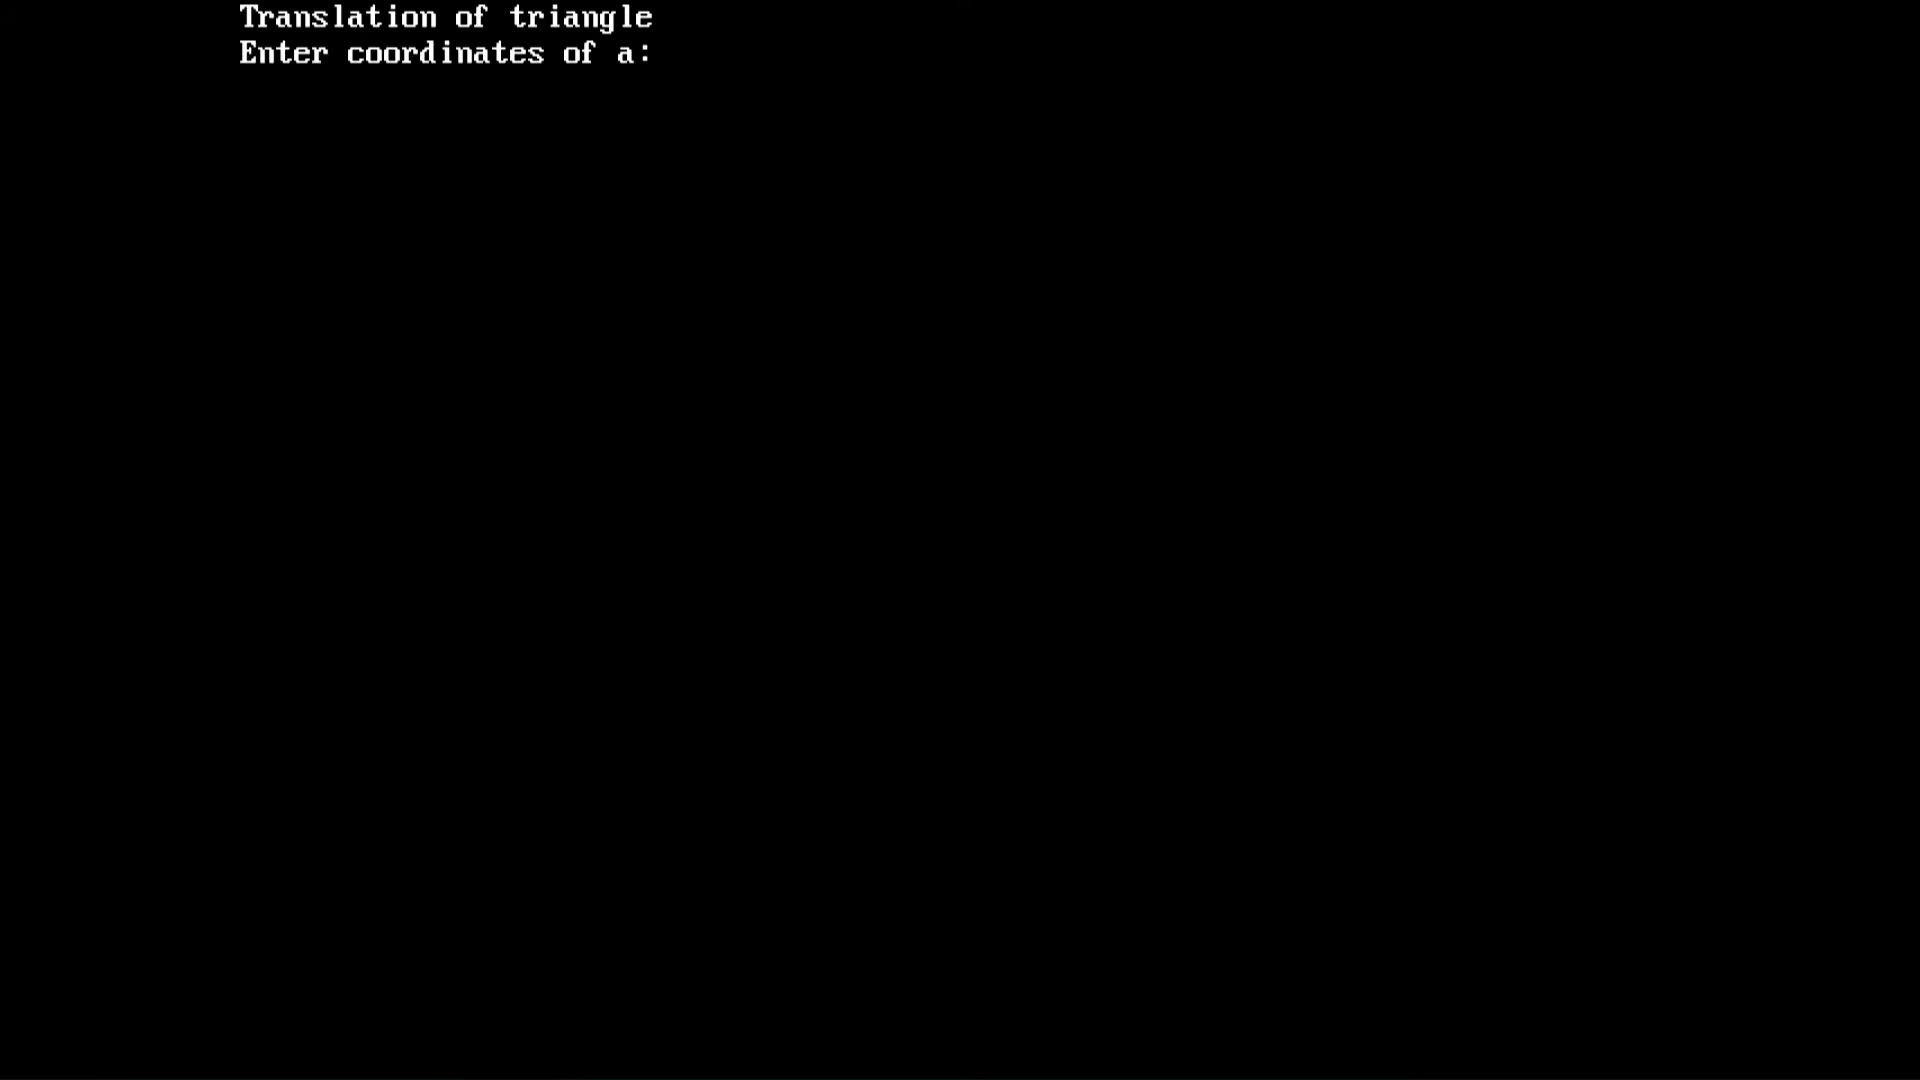 Translation of triangle
Enter coordinates of a: